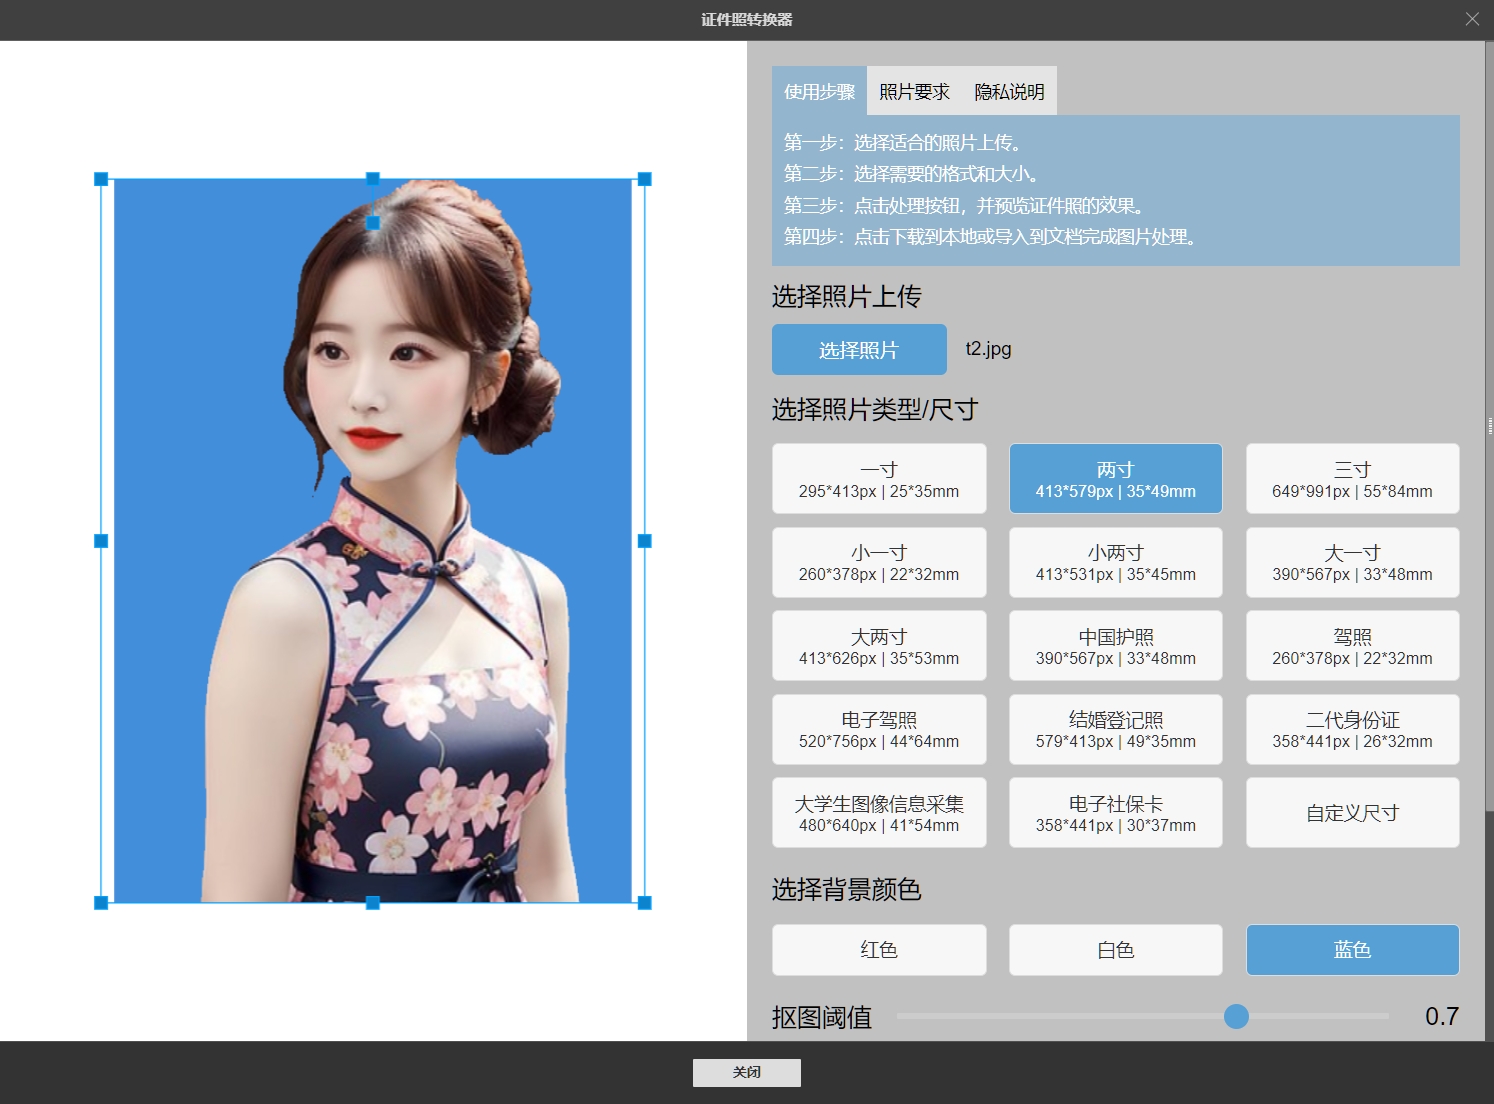 证件照转换器
使用步骤 照片要求 隐私说明
第一步：选择适合的照片上传。
第二步：选择需要的格式和大小。
第三步：点击处理按钮，并预览证件照的效果。
第四步：点击下载到本地或导入到文档完成图片处理。
选择照片上传
选择照片 t2.jpg
选择照片类型/尺寸
一寸
295*413px | 25*35mm
两寸
413*579px | 35*49mm
三寸
649*991px | 55*84mm
小一寸
260*378px | 22*32mm
小两寸
413*531px | 35*45mm
大一寸
390*567px | 33*48mm
大两寸
413*626px | 35*53mm
中国护照
390*567px | 33*48mm
驾照
260*378px | 22*32mm
电子驾照
520*756px | 44*64mm
结婚登记照
579*413px | 49*35mm
二代身份证
358*441px | 26*32mm
大学生图像信息采集
480*640px | 41*54mm
电子社保卡
358*441px | 30*37mm
自定义尺寸
选择背景颜色
红色 白色 蓝色
抠图阈值 0.7
关闭